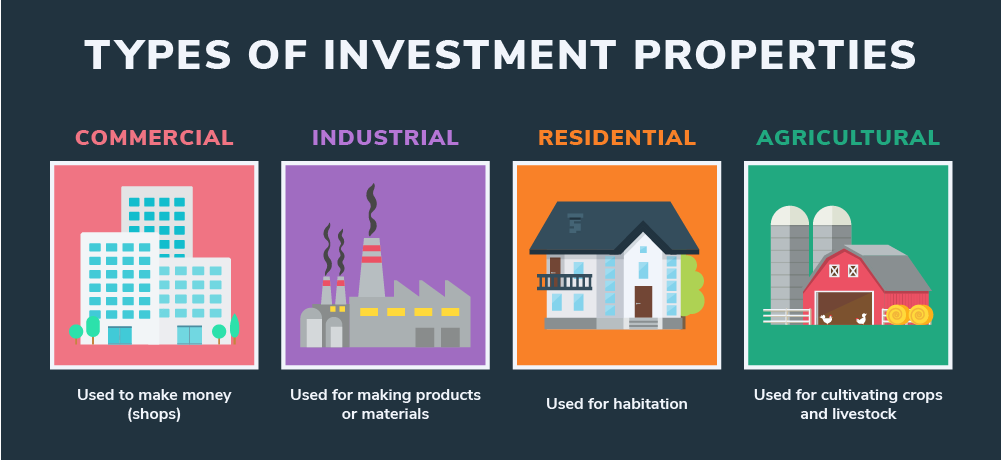 TYPES OF INVESTMENT PROPERTIES
COMMERCIAL
Used to make money
(shops)
INDUSTRIAL
Used for making products
or materials
RESIDENTIAL
Used for habitation
AGRICULTURAL
Used for cultivating crops
and livestock